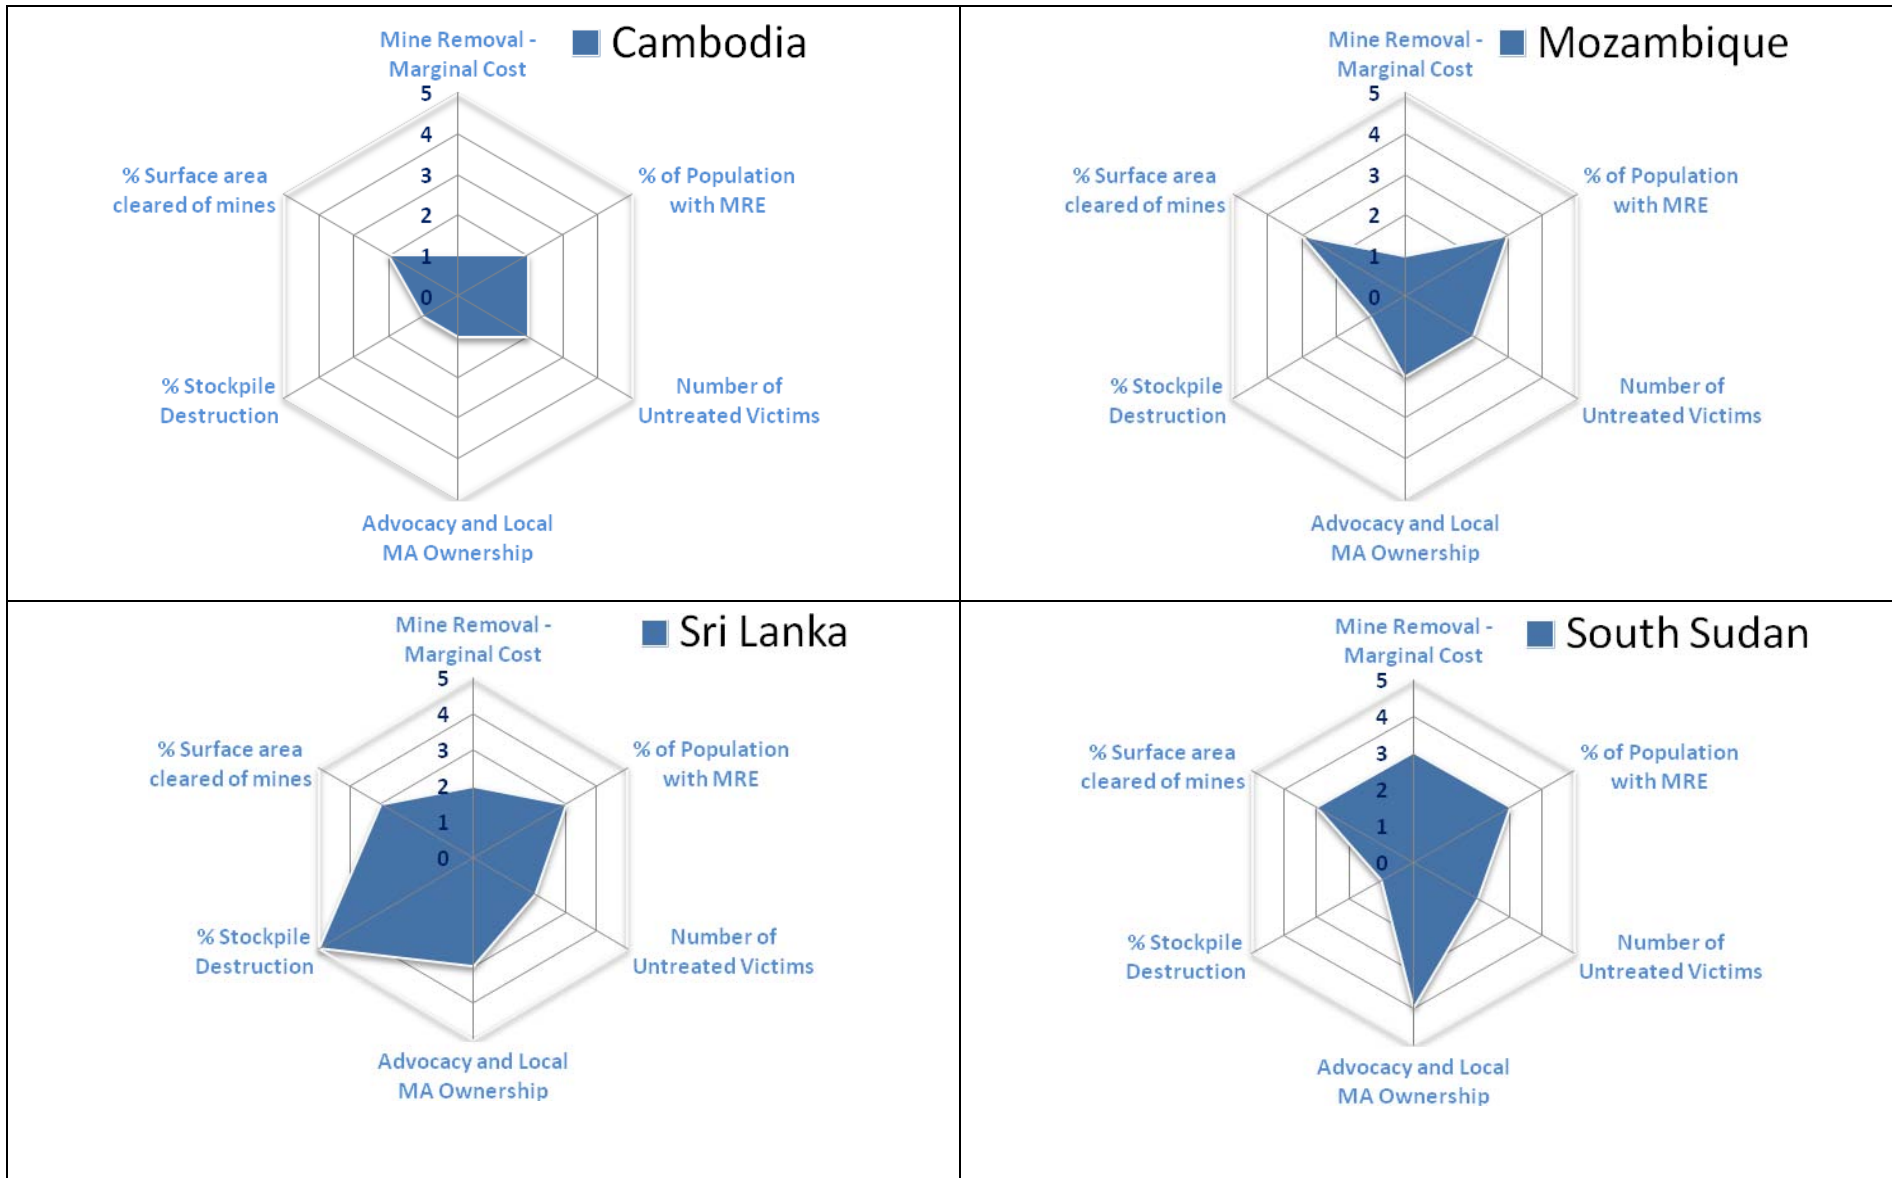 Mine Removal -
Marginal Cost
Cambodia
5
4
3
2
1
0
% Surface area
cleared of mines
% of Population
with MRE
% Stockpile
Destruction
Number of
Untreated Victims
Advocacy and Local
MA Ownership
Mine Removal -
Marginal Cost
Mozambique
5
4
3
2
1
0
% Surface area
cleared of mines
% of Population
with MRE
% Stockpile
Destruction
Number of
Untreated Victims
Advocacy and Local
MA Ownership
Mine Removal -
Marginal Cost
Sri Lanka
5
4
3
2
1
0
% Surface area
cleared of mines
% of Population
with MRE
% Stockpile
Destruction
Number of
Untreated Victims
Advocacy and Local
MA Ownership
Mine Removal -
Marginal Cost
South Sudan
5
4
3
2
1
0
% Surface area
cleared of mines
% of Population
with MRE
% Stockpile
Destruction
Number of
Untreated Victims
Advocacy and Local
MA Ownership